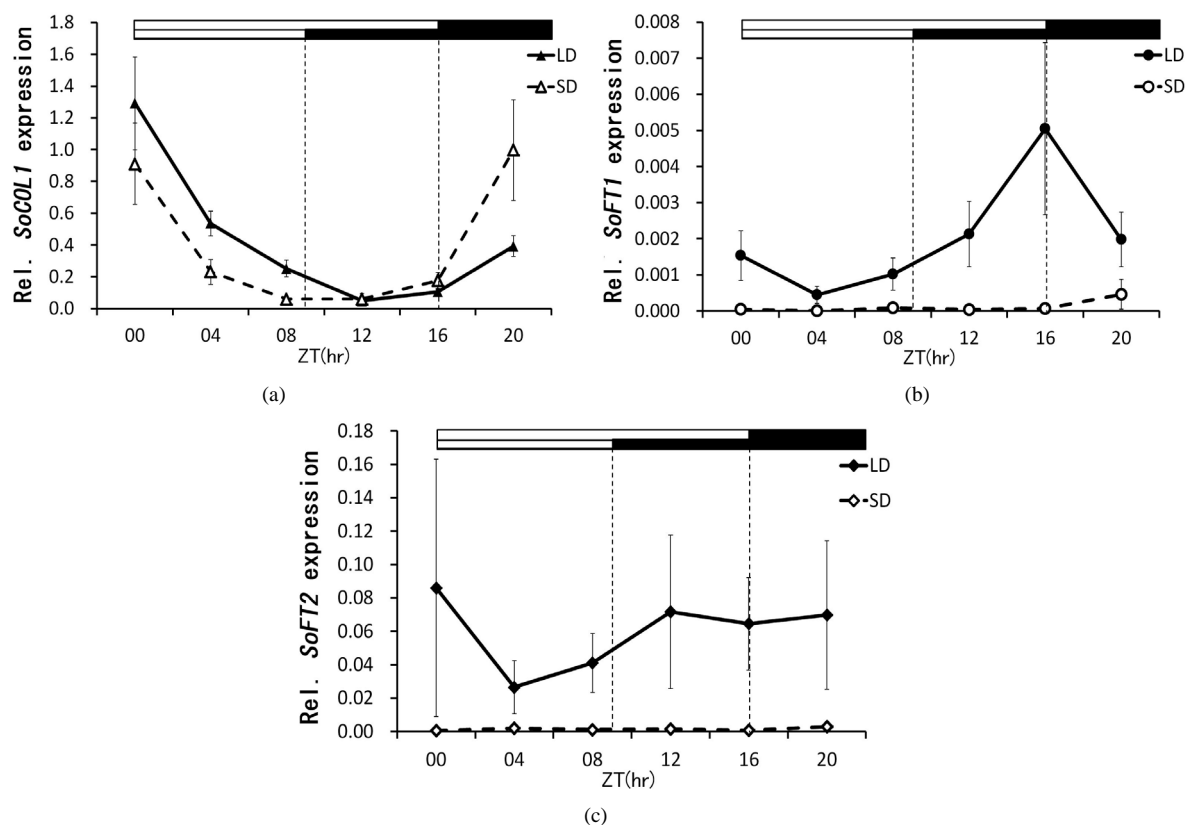 Rel. SoCOL1 expression
1.8
1.6
1.4
1.2
1.0
0.8
0.6
0.4
0.2
0.0
00 04 08 12 16 20
ZT(hr)
LD
SD
(a)
Rel. SoFT1 expression
0.008
0.007
0.006
0.005
0.004
0.003
0.002
0.001
0.000
00 04 08 12 16 20
ZT(hr)
LD
SD
(b)
Rel. SoFT2 expression
0.18
0.16
0.14
0.12
0.10
0.08
0.06
0.04
0.02
0.00
00 04 08 12 16 20
ZT(hr)
LD
SD
(c)